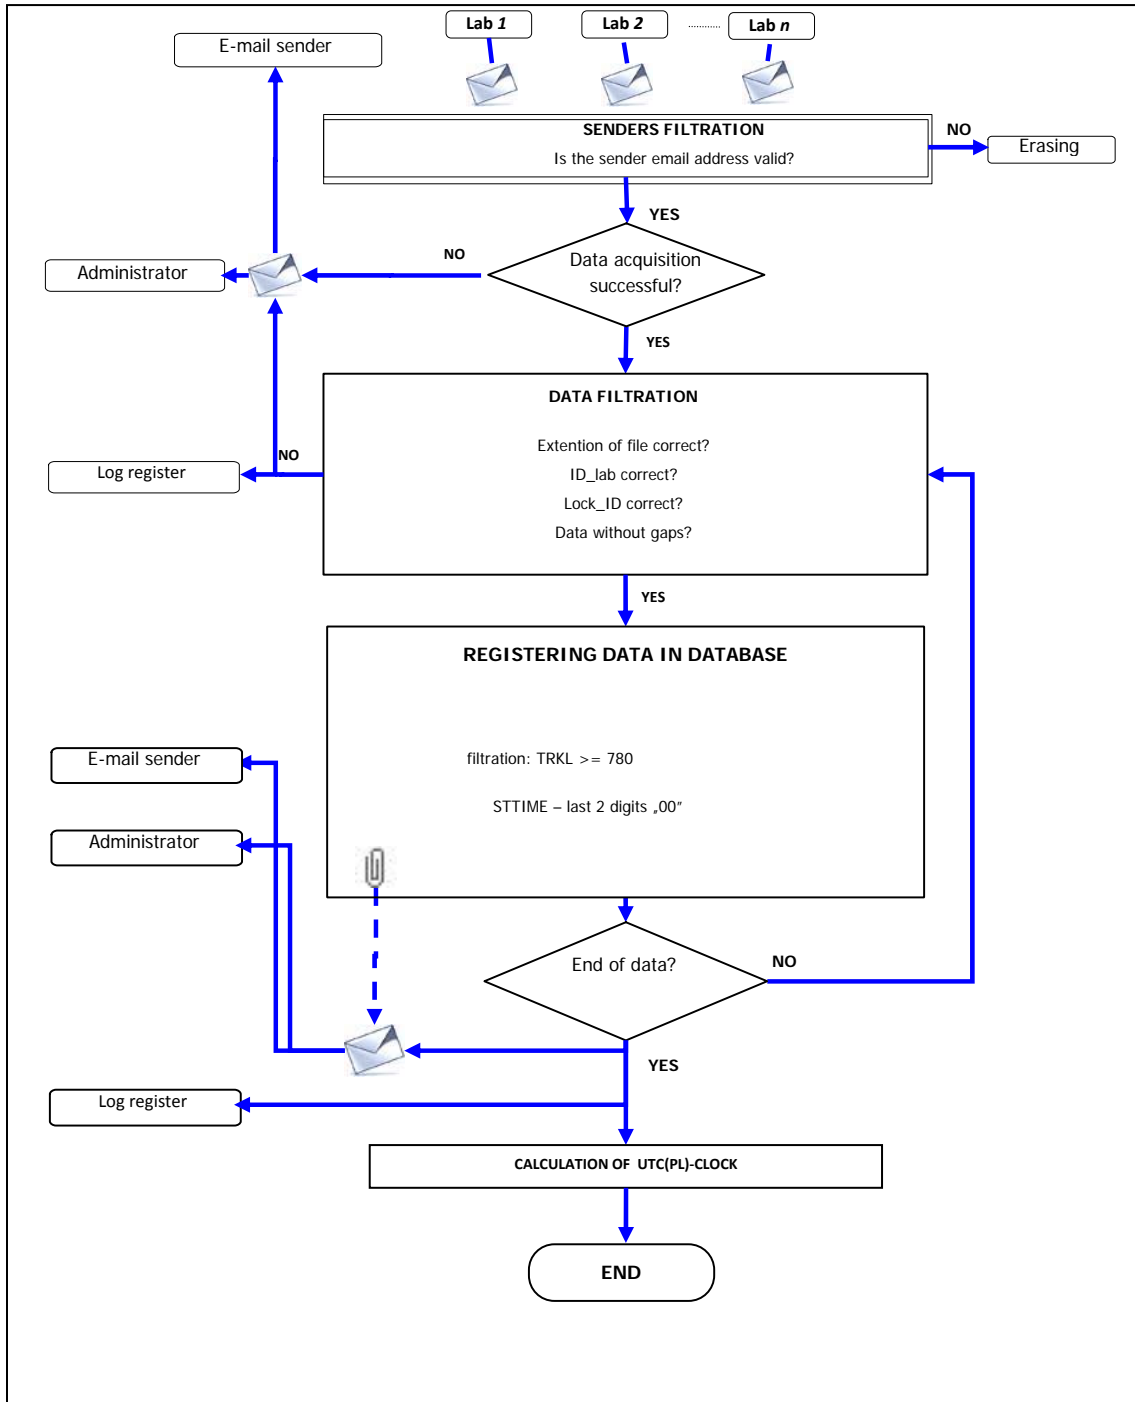 Lab 1
Lab 2
............
Lab n
E-mail sender
SENDERS FILTRATION
Is the sender email address valid?
NO
Erasing
YES
Data acquisition
successful?
NO
Administrator
YES
DATA FILTRATION
Extention of file correct?
ID_lab correct?
Lock_ID correct?
Data without gaps?
NO
Log register
YES
REGISTERING DATA IN DATABASE
filtration: TRKL >= 780
STTIME – last 2 digits „00”
E-mail sender
Administrator
End of data?
NO
YES
Log register
CALCULATION OF UTC(PL)-CLOCK
END